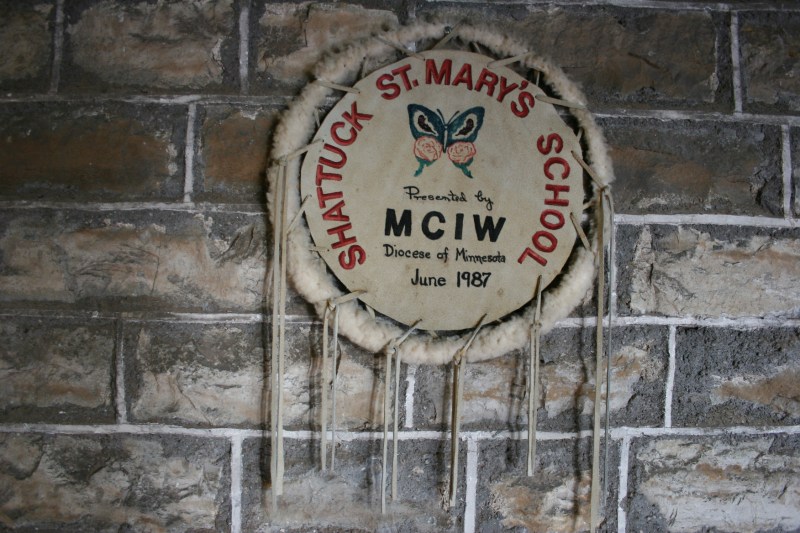 SHATTUCK ST. MARY'S SCHOOL
Presented by
MCIW
Diocese of Minnesota
June 1987